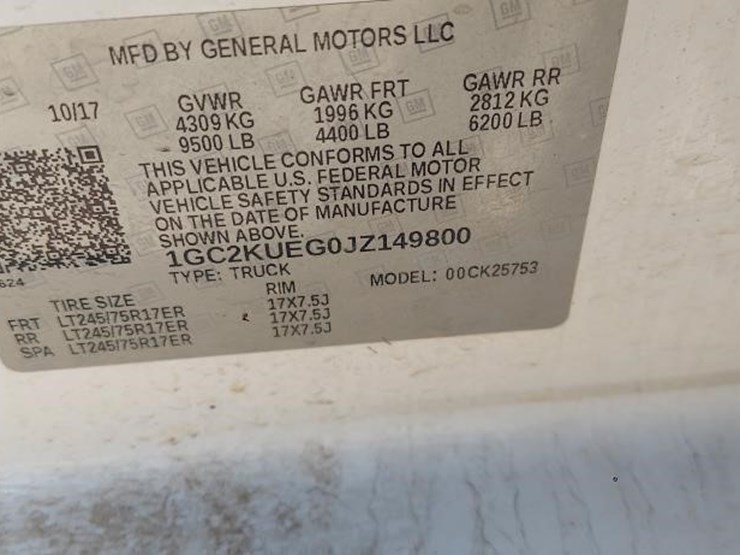 MFD BY GENERAL MOTORS LLC
10/17 GVWR GAWR FRT GAWR RR
4309 KG 1996 KG 2812 KG
9500 LB 4400 LB 6200 LB
THIS VEHICLE CONFORMS TO ALL
APPLICABLE U.S. FEDERAL MOTOR
VEHICLE SAFETY STANDARDS IN EFFECT
ON THE DATE OF MANUFACTURE
SHOWN ABOVE.
1GC2KUEG0JZ149800
TYPE: TRUCK MODEL: 00CK25753
624
TIRE SIZE RIM
FRT LT245/75R17ER 17X7.5J
RR LT245/75R17ER 17X7.5J
SPA LT245/75R17ER 17X7.5J